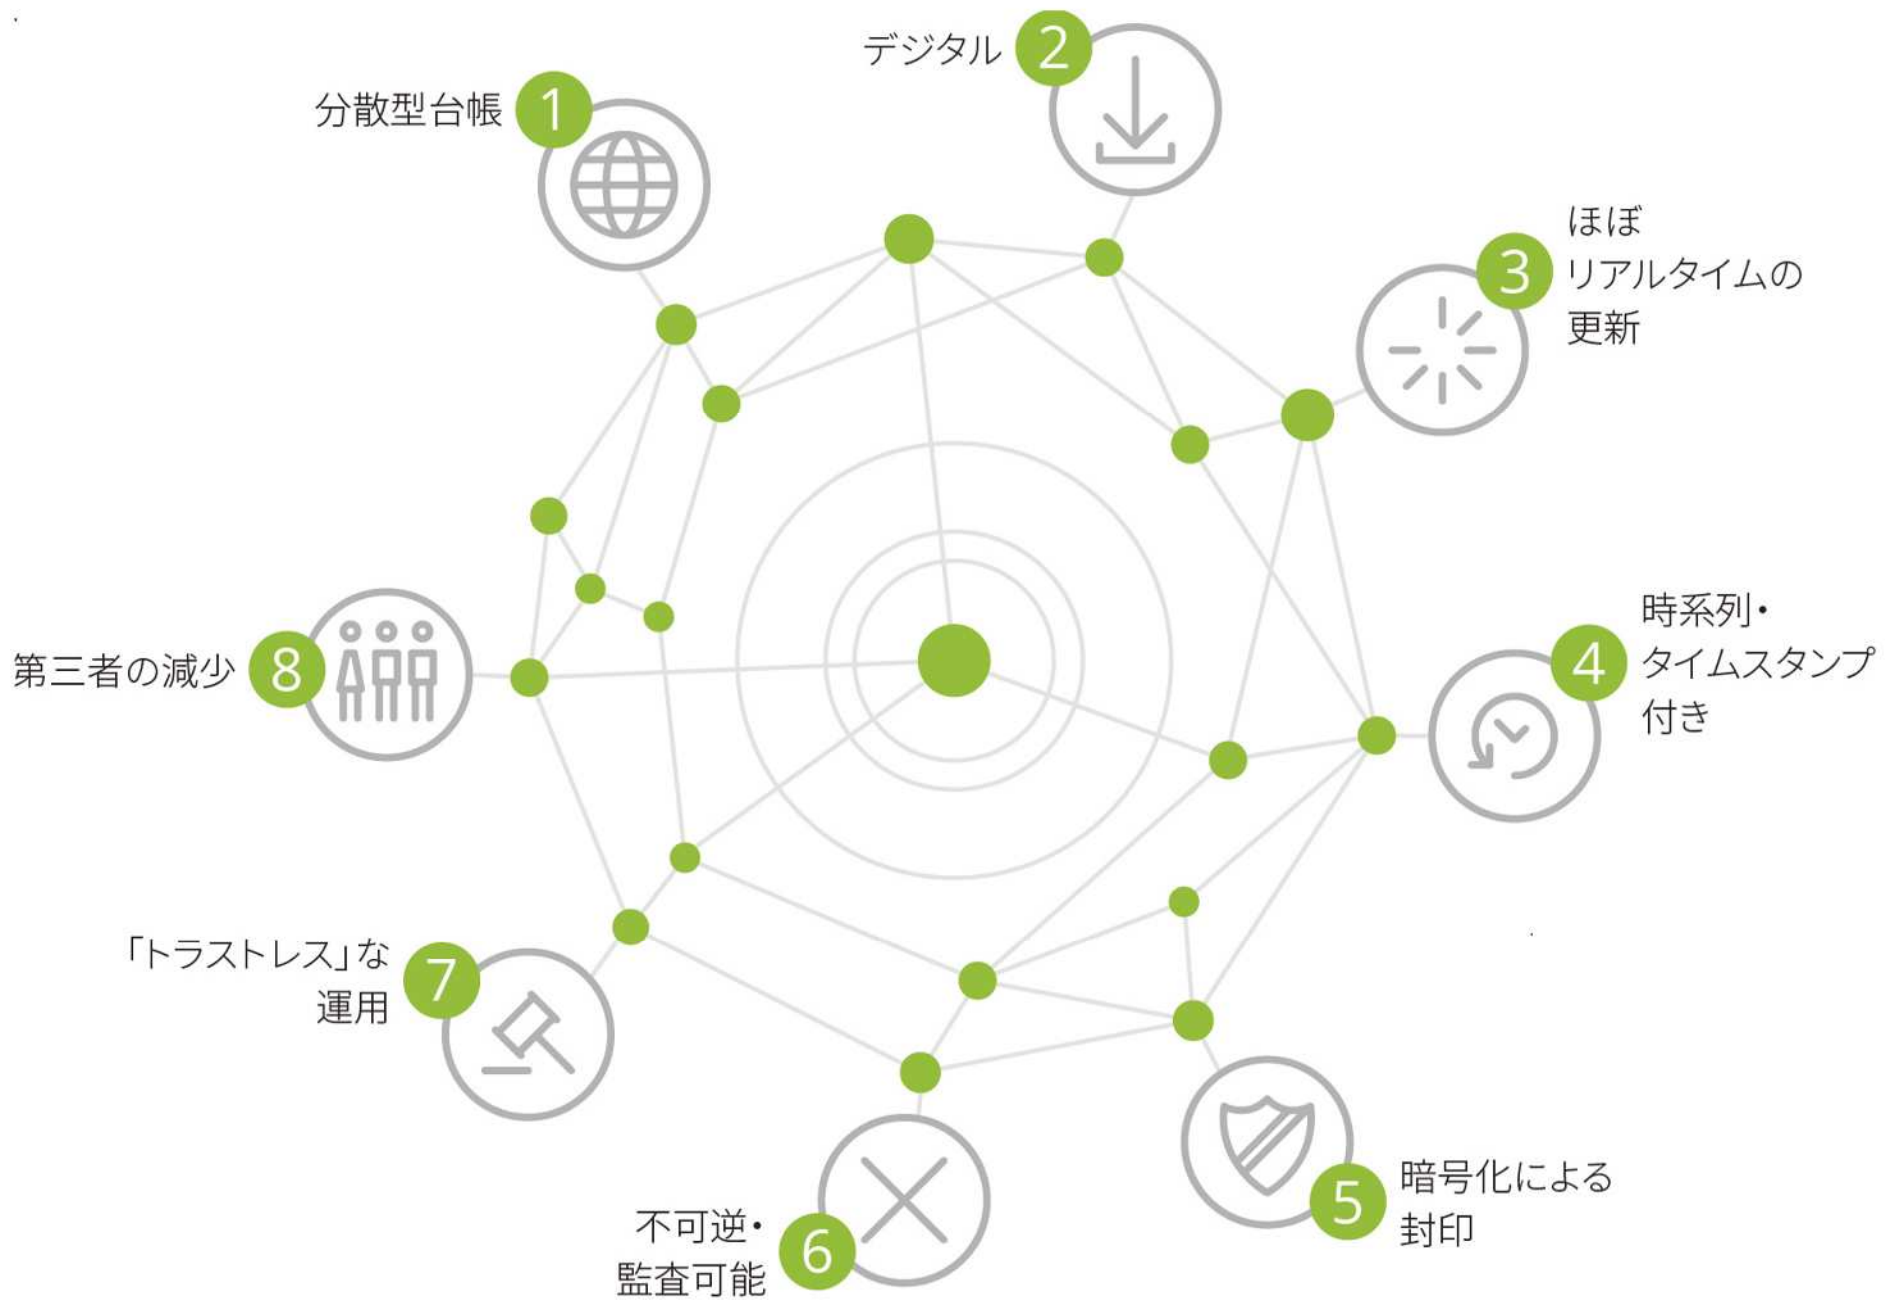 1
分散型台帳
2
デジタル
3
ほぼ
リアルタイムの
更新
4
時系列・
タイムスタンプ
付き
5
暗号化による
封印
6
不可逆・
監査可能
7
「トラストレス」な
運用
8
第三者の減少